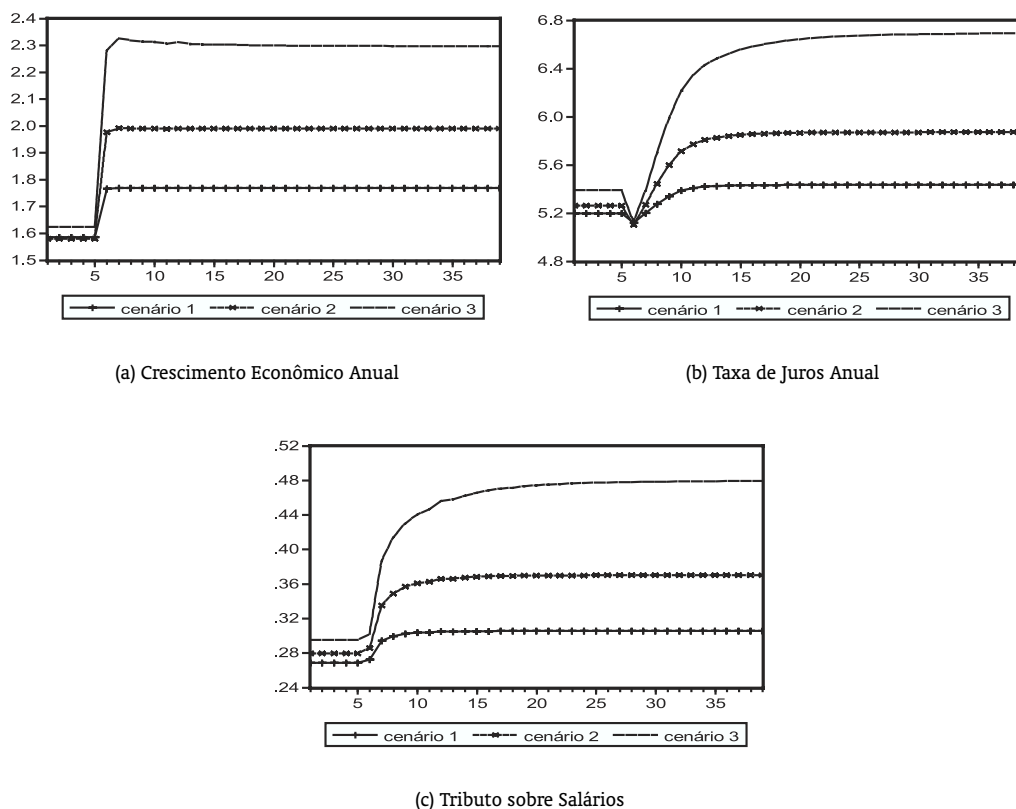 2.4
2.3
2.2
2.1
2.0
1.9
1.8
1.7
1.6
1.5
5 10 15 20 25 30 35
cenário 1 cenário 2 cenário 3
(a) Crescimento Econômico Anual
6.8
6.4
6.0
5.6
5.2
4.8
5 10 15 20 25 30 35
cenário 1 cenário 2 cenário 3
(b) Taxa de Juros Anual
.52
.48
.44
.40
.36
.32
.28
.24
5 10 15 20 25 30 35
cenário 1 cenário 2 cenário 3
(c) Tributo sobre Salários